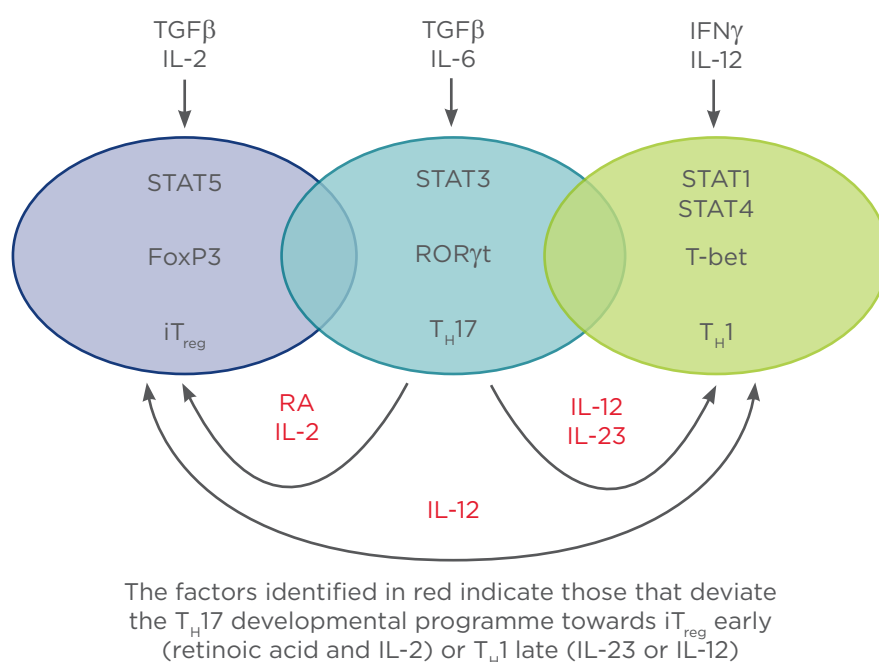 TGFβ
IL-2
TGFβ
IL-6
IFNγ
IL-12
STAT5
FoxP3
iTreg
STAT3
RORγt
TH17
STAT1
STAT4
T-bet
TH1
RA
IL-2
IL-12
IL-23
IL-12
The factors identified in red indicate those that deviate
the TH17 developmental programme towards iTreg early
(retinoic acid and IL-2) or TH1 late (IL-23 or IL-12)